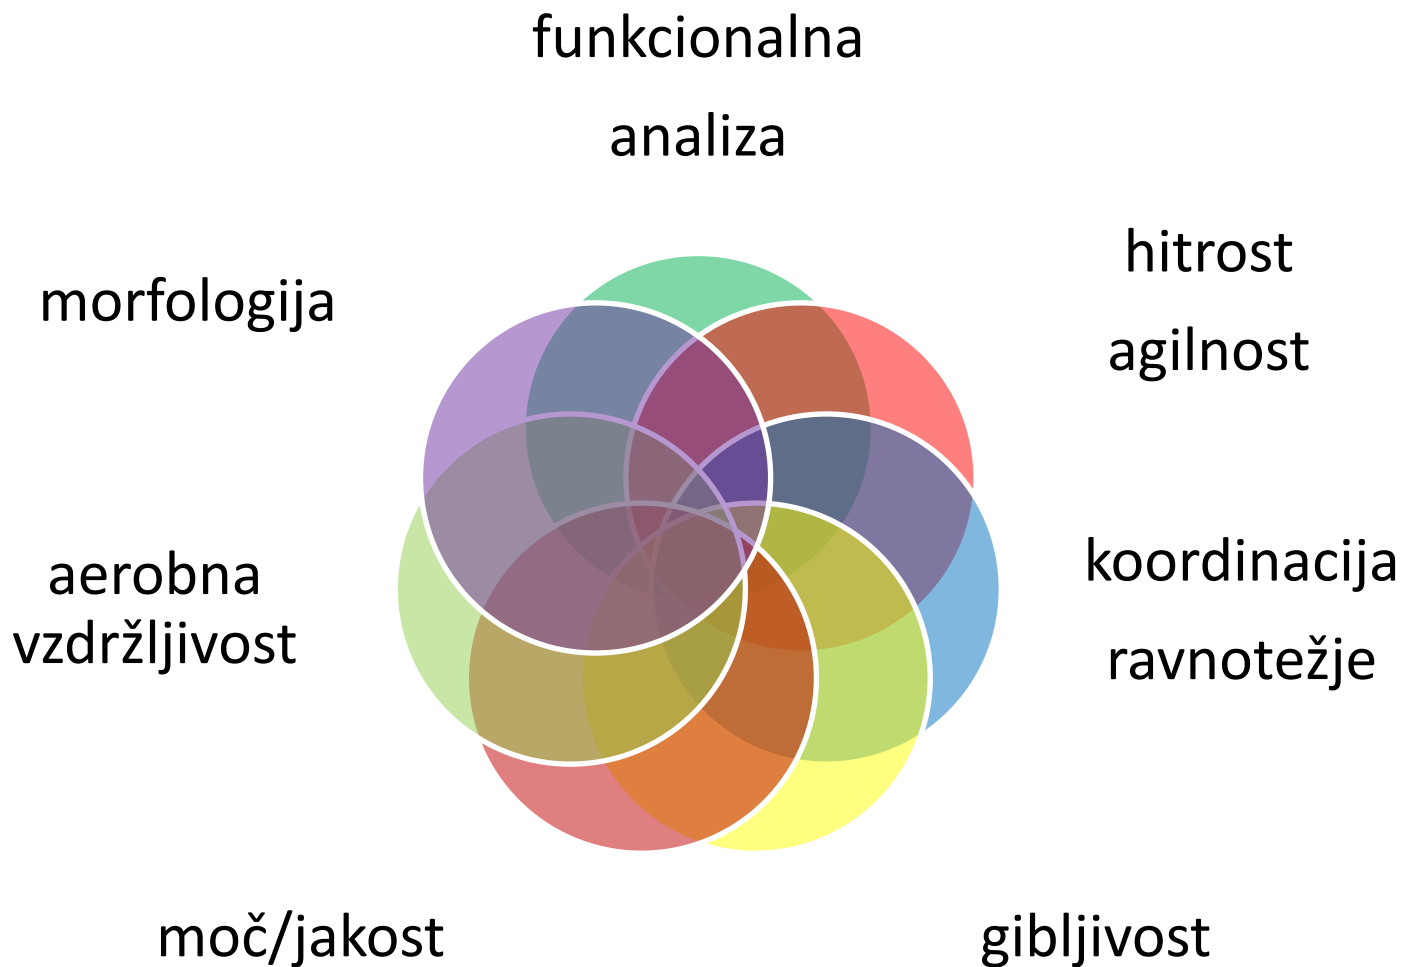 funkcionalna
analiza
hitrost
agilnost
morfologija
koordinacija
ravnotežje
aerobna
vzdržljivost
moč/jakost
gibljivost